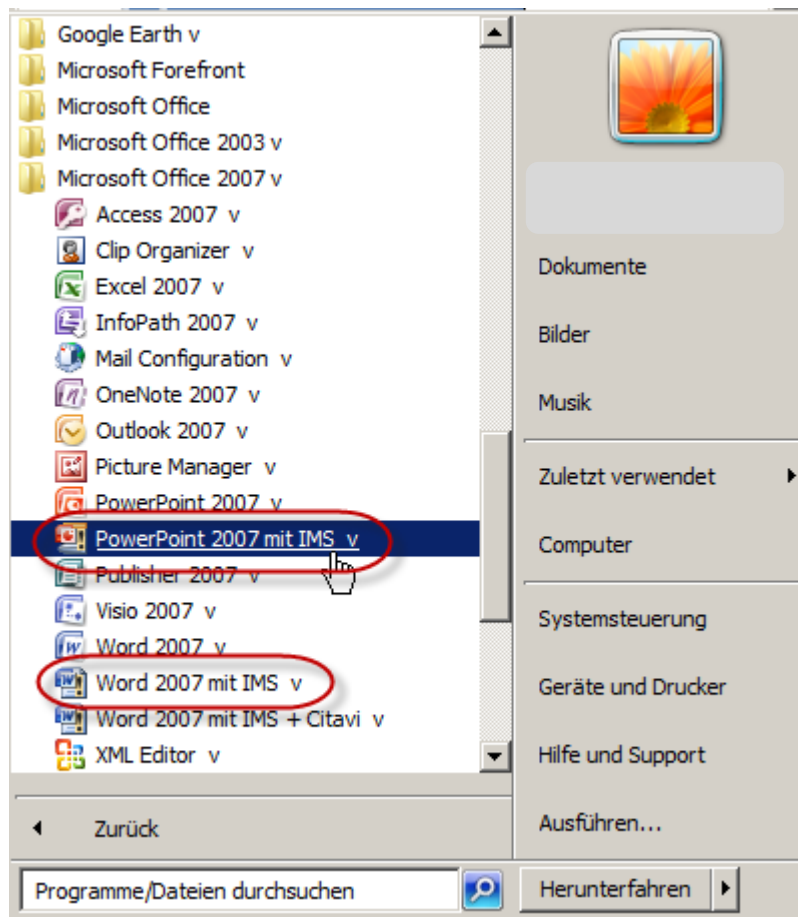 Google Earth v
Microsoft Forefront
Microsoft Office
Microsoft Office 2003 v
Microsoft Office 2007 v
Access 2007 v
Clip Organizer v
Excel 2007 v
InfoPath 2007 v
Mail Configuration v
OneNote 2007 v
Outlook 2007 v
Picture Manager v
PowerPoint 2007 v
PowerPoint 2007 mit IMS v
Publisher 2007 v
Visio 2007 v
Word 2007 v
Word 2007 mit IMS v
Word 2007 mit IMS + Citavi v
XML Editor v
Zurück
Programme/Dateien durchsuchen
Dokumente
Bilder
Musik
Zuletzt verwendet
Computer
Systemsteuerung
Geräte und Drucker
Hilfe und Support
Ausführen...
Herunterfahren